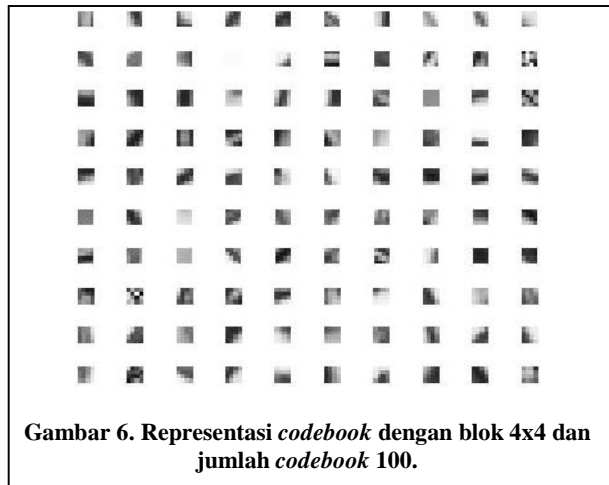 Gambar 6. Representasi codebook dengan blok 4x4 dan
jumlah codebook 100.